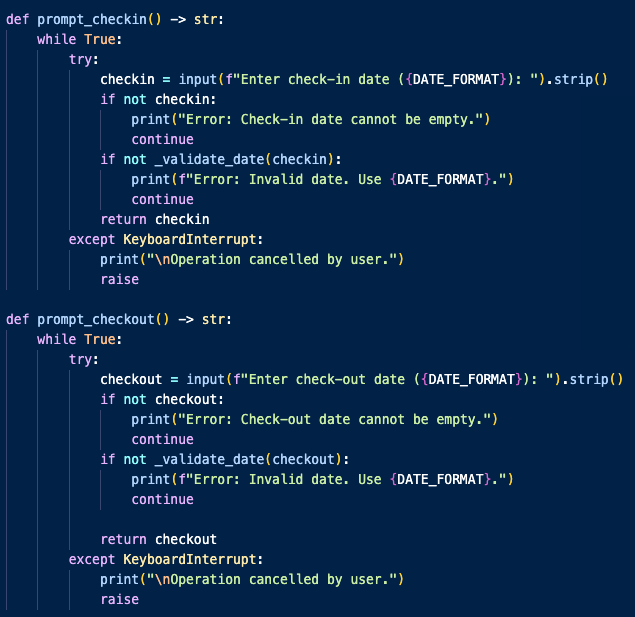 def prompt_checkin() -> str:
    while True:
        try:
            checkin = input(f"Enter check-in date ({DATE_FORMAT}): ").strip()
            if not checkin:
                print("Error: Check-in date cannot be empty.")
                continue
            if not _validate_date(checkin):
                print(f"Error: Invalid date. Use {DATE_FORMAT}.")
                continue
            return checkin
        except KeyboardInterrupt:
            print("\nOperation cancelled by user.")
            raise

def prompt_checkout() -> str:
    while True:
        try:
            checkout = input(f"Enter check-out date ({DATE_FORMAT}): ").strip()
            if not checkout:
                print("Error: Check-out date cannot be empty.")
                continue
            if not _validate_date(checkout):
                print(f"Error: Invalid date. Use {DATE_FORMAT}.")
                continue

            return checkout
        except KeyboardInterrupt:
            print("\nOperation cancelled by user.")
            raise